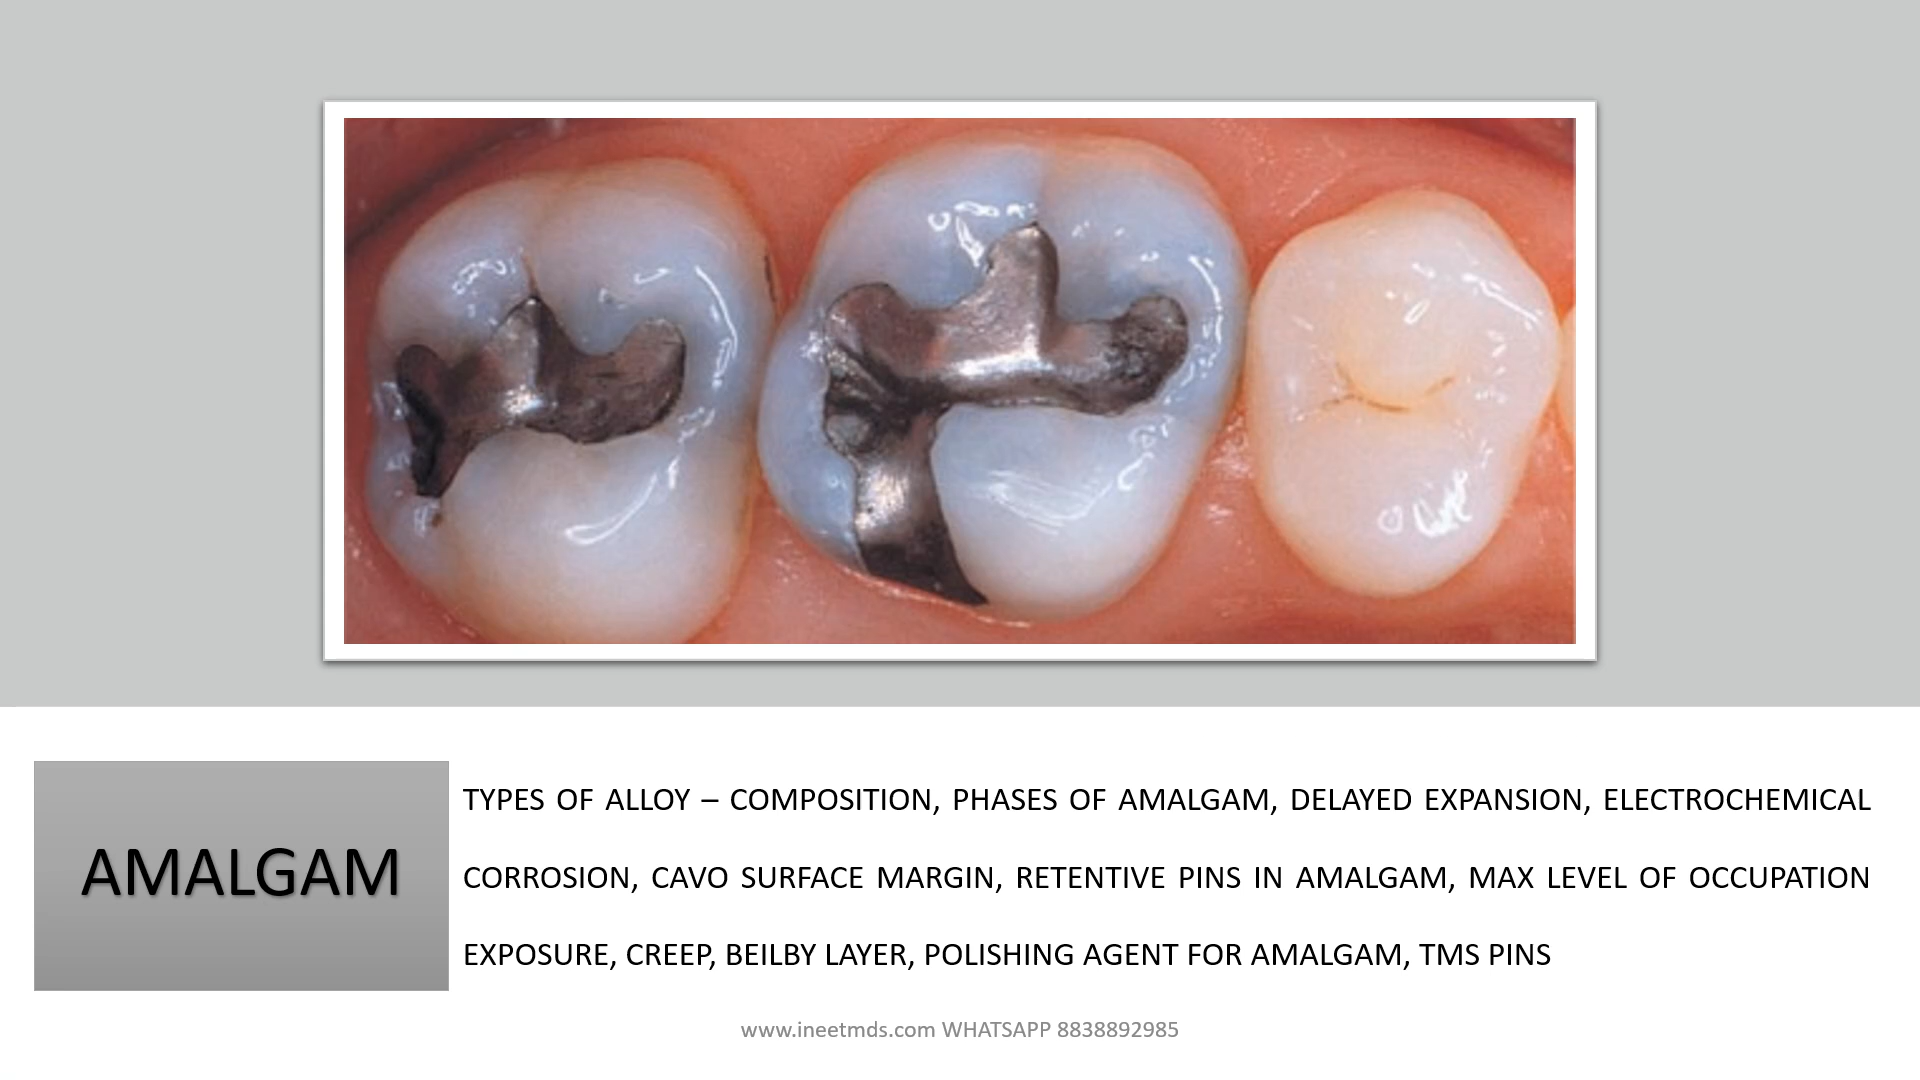 AMALGAM
TYPES OF ALLOY – COMPOSITION, PHASES OF AMALGAM, DELAYED EXPANSION, ELECTROCHEMICAL
CORROSION, CAVO SURFACE MARGIN, RETENTIVE PINS IN AMALGAM, MAX LEVEL OF OCCUPATION
EXPOSURE, CREEP, BEILBY LAYER, POLISHING AGENT FOR AMALGAM, TMS PINS
www.ineetmds.com WHATSAPP 8838892985